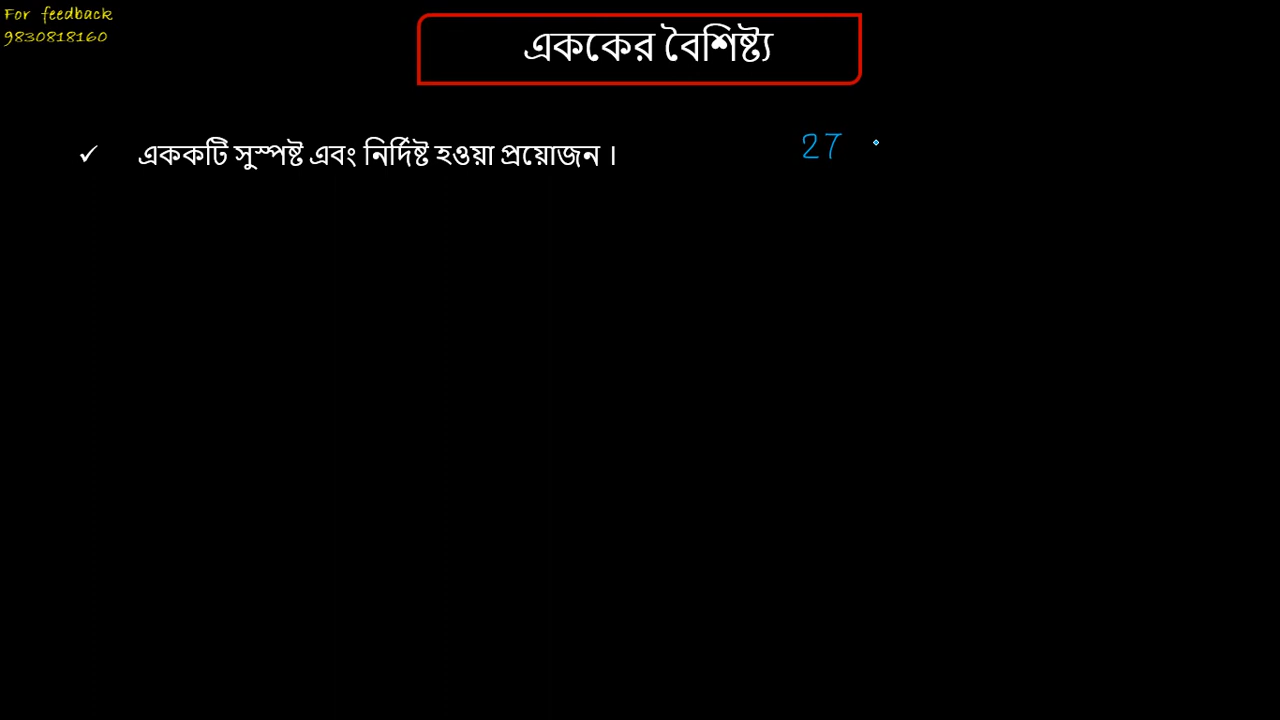 For feedback
9830818160
এককের বৈশিষ্ট্য
✓ এককটি সুস্পষ্ট এবং নির্দিষ্ট হওয়া প্রয়োজন ।
27